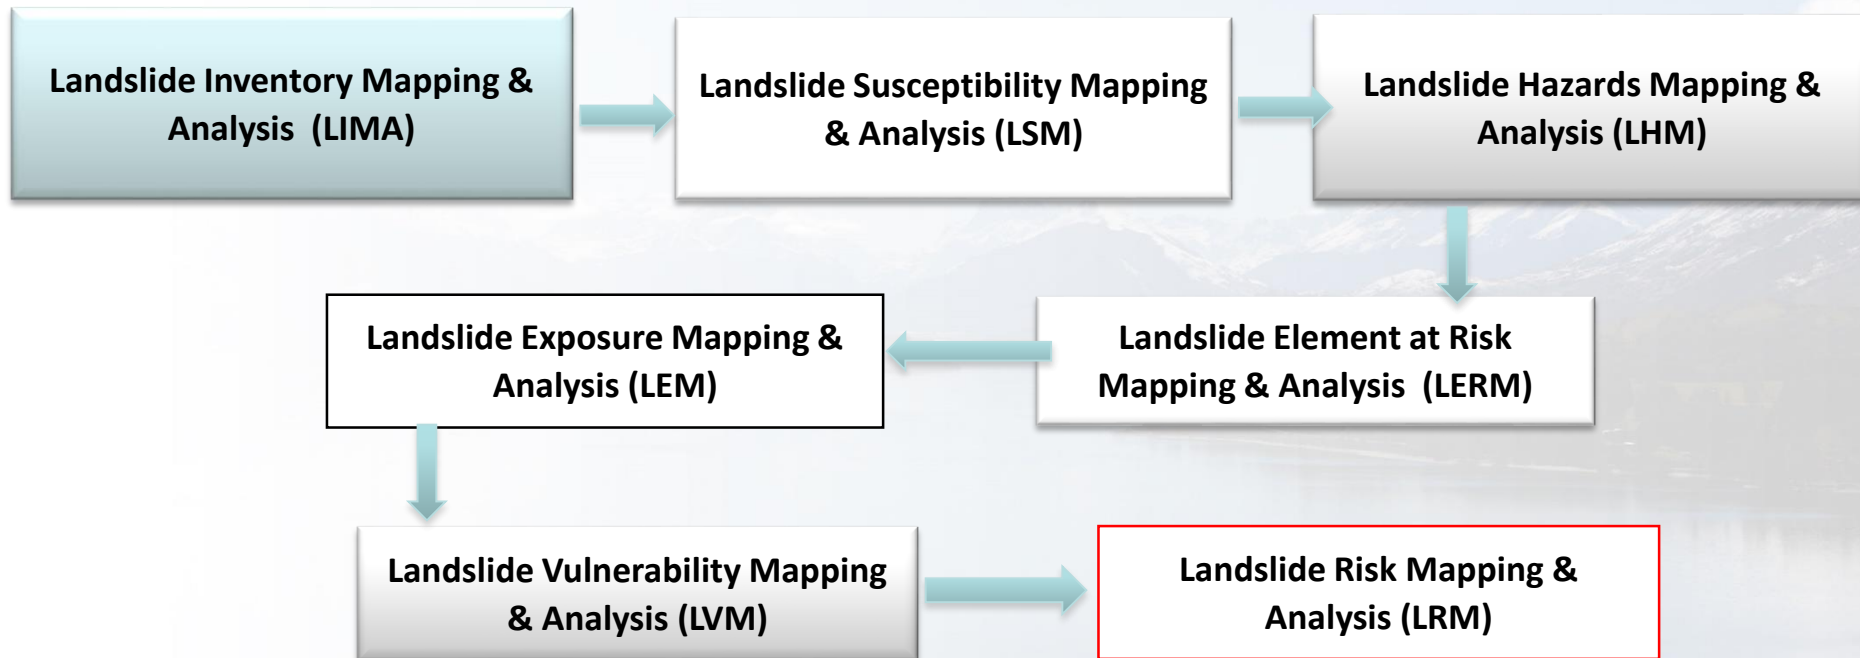 Landslide Inventory Mapping &
Analysis  (LIMA)
Landslide Susceptibility Mapping
& Analysis (LSM)
Landslide Hazards Mapping &
Analysis (LHM)
Landslide Element at Risk
Mapping & Analysis  (LERM)
Landslide Exposure Mapping &
Analysis (LEM)
Landslide Vulnerability Mapping
& Analysis (LVM)
Landslide Risk Mapping &
Analysis (LRM)